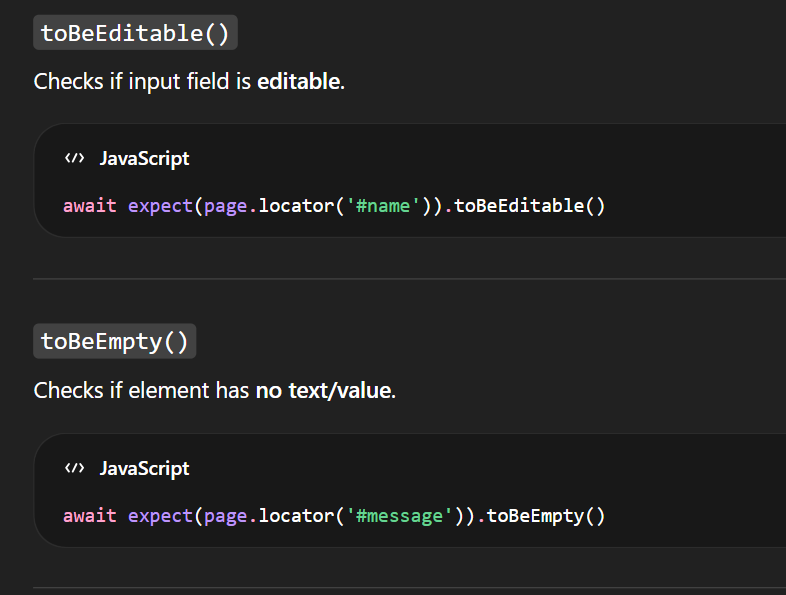 toBeEditable()
Checks if input field is editable.
</> JavaScript
await expect(page.locator('#name')).toBeEditable()
toBeEmpty()
Checks if element has no text/value.
</> JavaScript
await expect(page.locator('#message')).toBeEmpty()